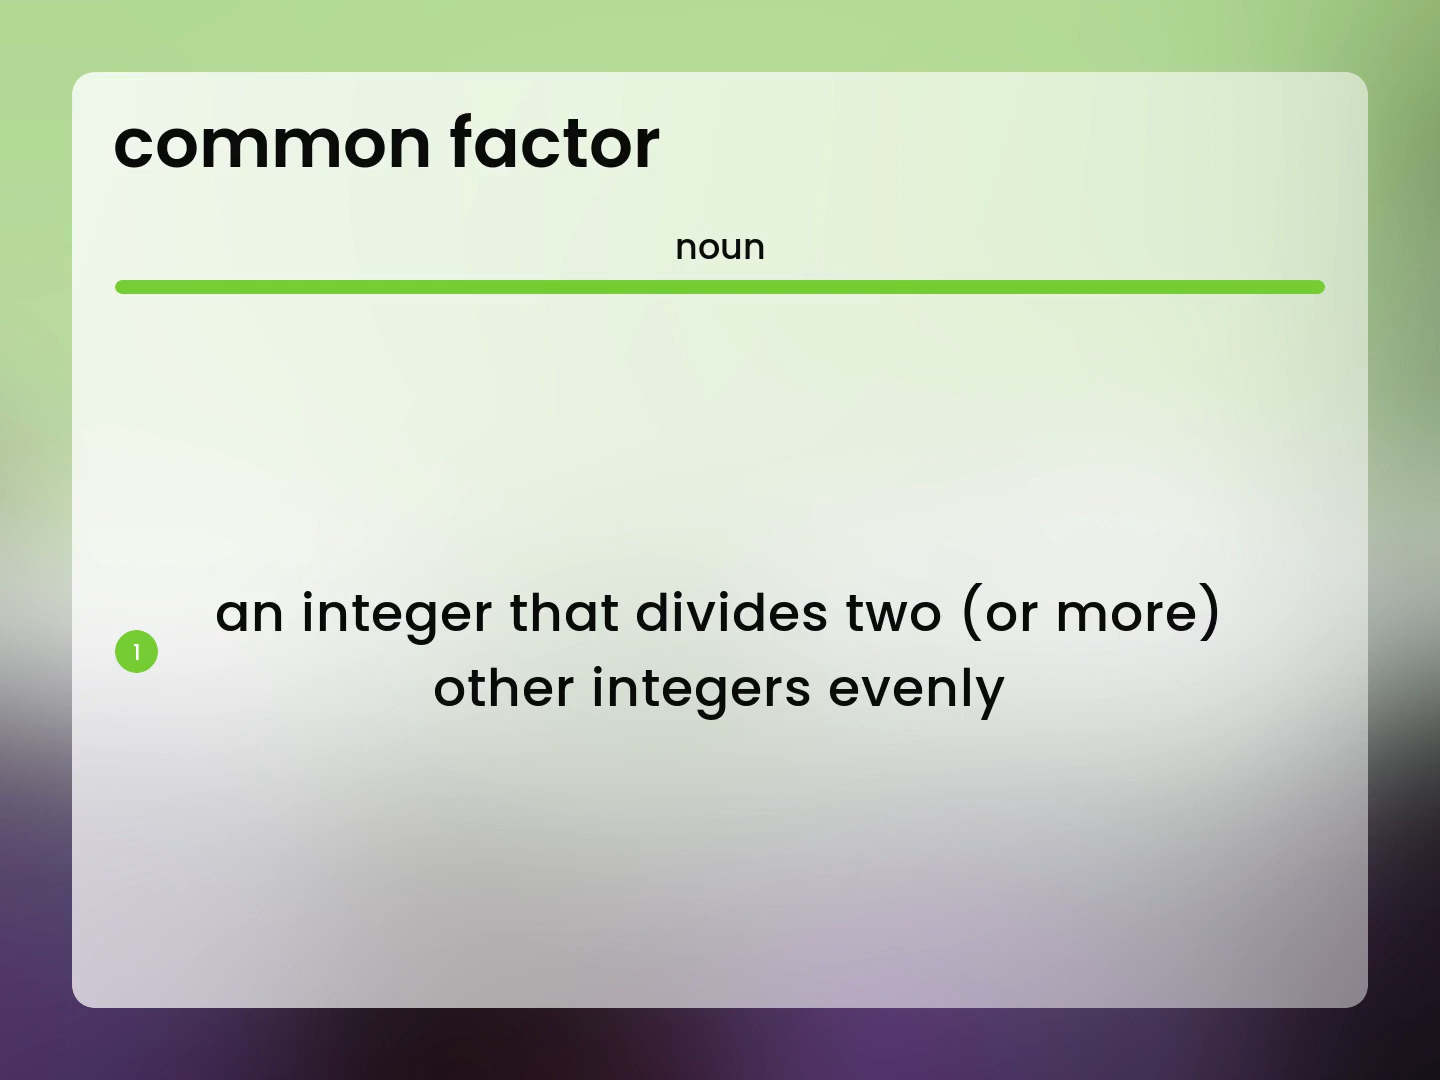 common factor
noun
1
an integer that divides two (or more)
other integers evenly